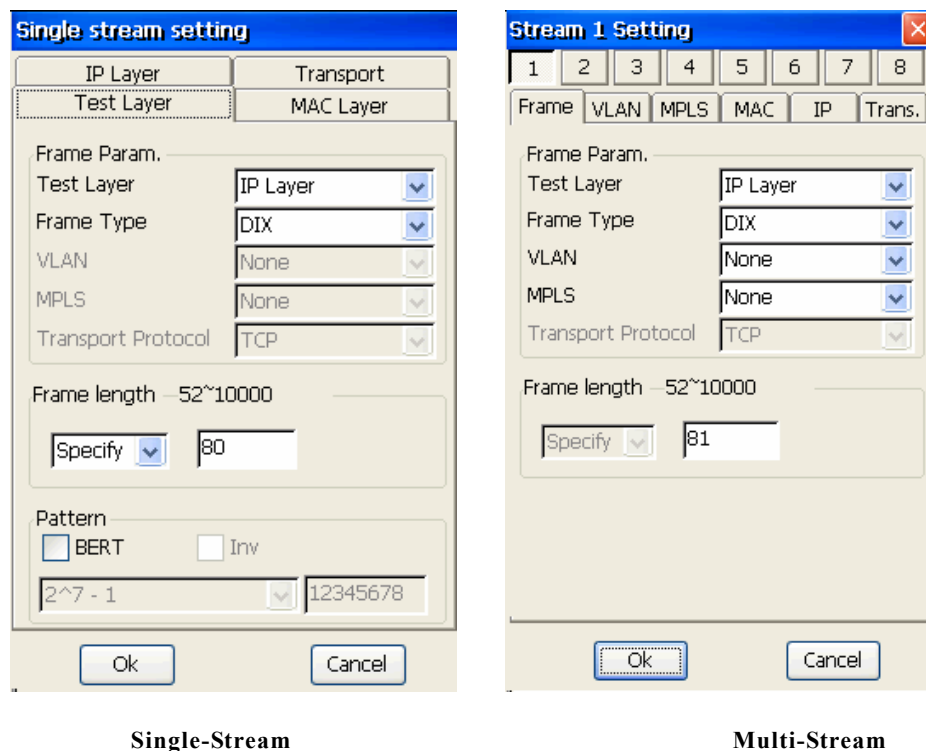 Single stream setting
IP Layer Transport
Test Layer MAC Layer
Frame Param.
Test Layer IP Layer
Frame Type DIX
VLAN None
MPLS None
Transport Protocol TCP
Frame length 52~10000
Specify 80
Pattern
BERT Inv
2^7 - 1 12345678
Ok Cancel
Single-Stream
Stream 1 Setting
1 2 3 4 5 6 7 8
Frame VLAN MPLS MAC IP Trans.
Frame Param.
Test Layer IP Layer
Frame Type DIX
VLAN None
MPLS None
Transport Protocol TCP
Frame length 52~10000
Specify 81
Ok Cancel
Multi-Stream